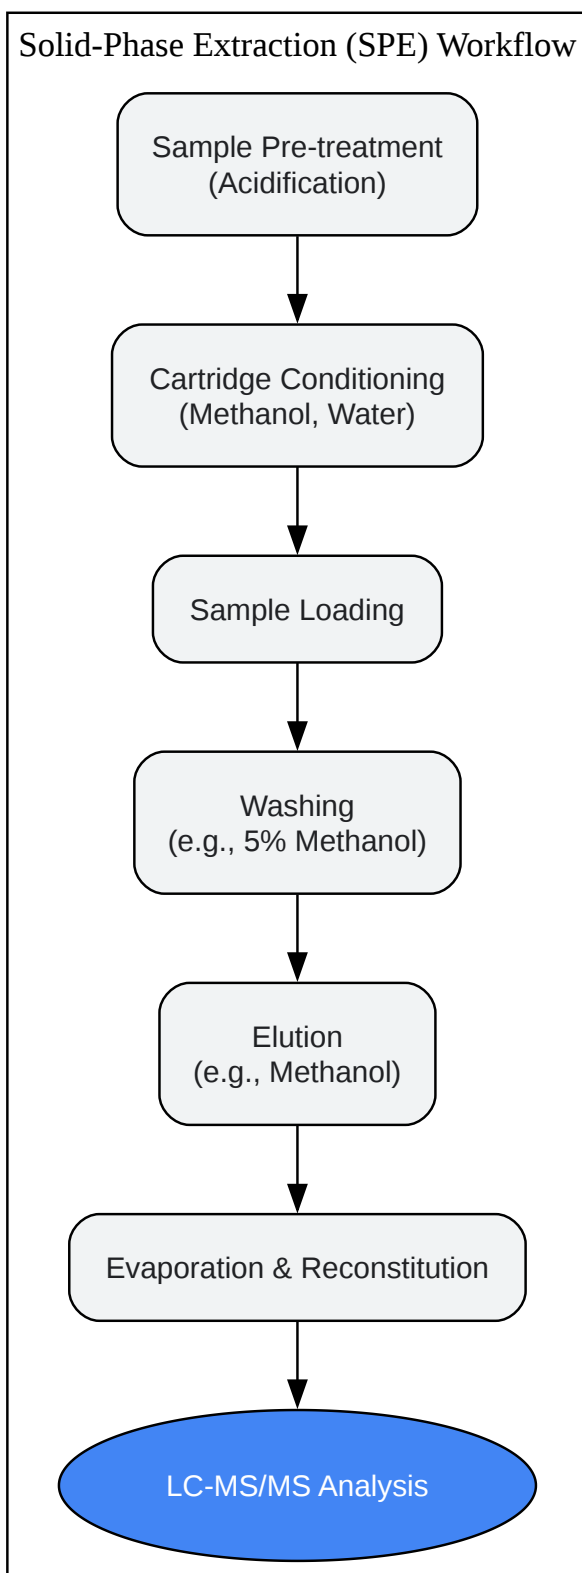 Solid-Phase Extraction (SPE) Workflow
Sample Pre-treatment
(Acidification)
Cartridge Conditioning
(Methanol, Water)
Sample Loading
Washing
(e.g., 5% Methanol)
Elution
(e.g., Methanol)
Evaporation & Reconstitution
LC-MS/MS Analysis